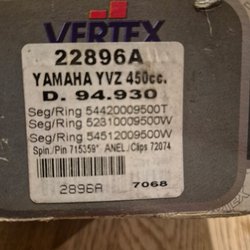 VERTEX
22896A
YAMAHA YVZ 450cc.
D. 94.930
Seg/Ring 54420009500T
Seg/Ring 52310009500W
Seg/Ring 54512009500W
Spin./Pin 715359* ANEL /Clips 72074
2896A
7068